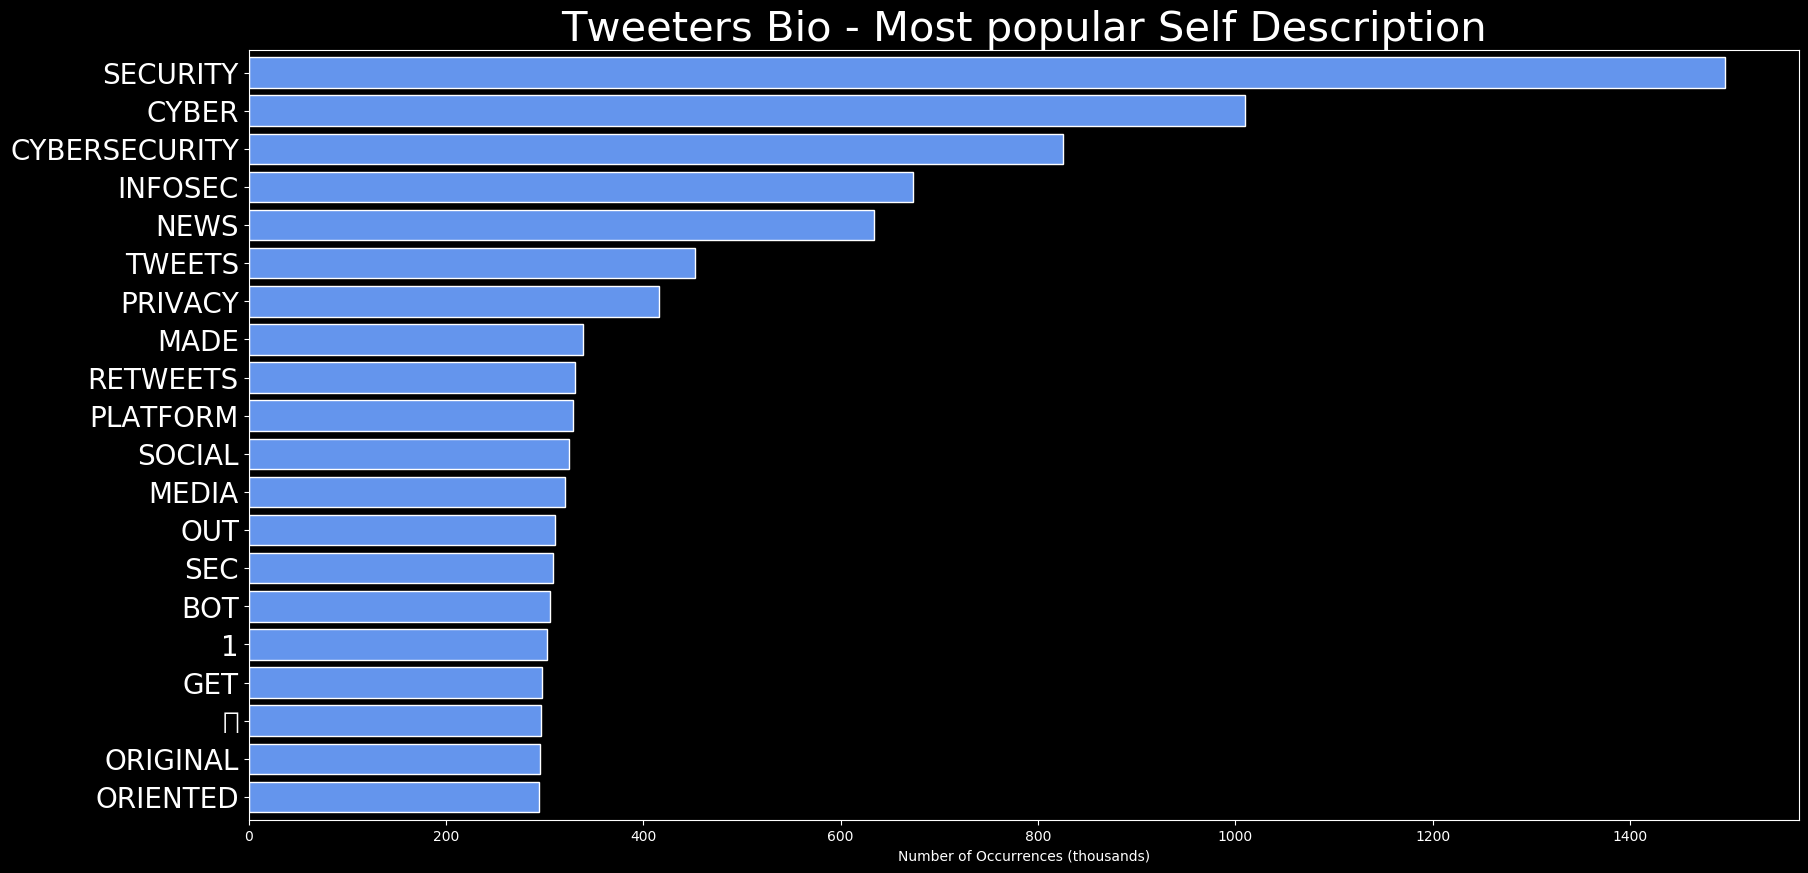 Tweeters Bio - Most popular Self Description
SECURITY
CYBER
CYBERSECURITY
INFOSEC
NEWS
TWEETS
PRIVACY
MADE
RETWEETS
PLATFORM
SOCIAL
MEDIA
OUT
SEC
BOT
1
GET
ORIGINAL
ORIENTED
0 200 400 600 800 1000 1200 1400
Number of Occurrences (thousands)